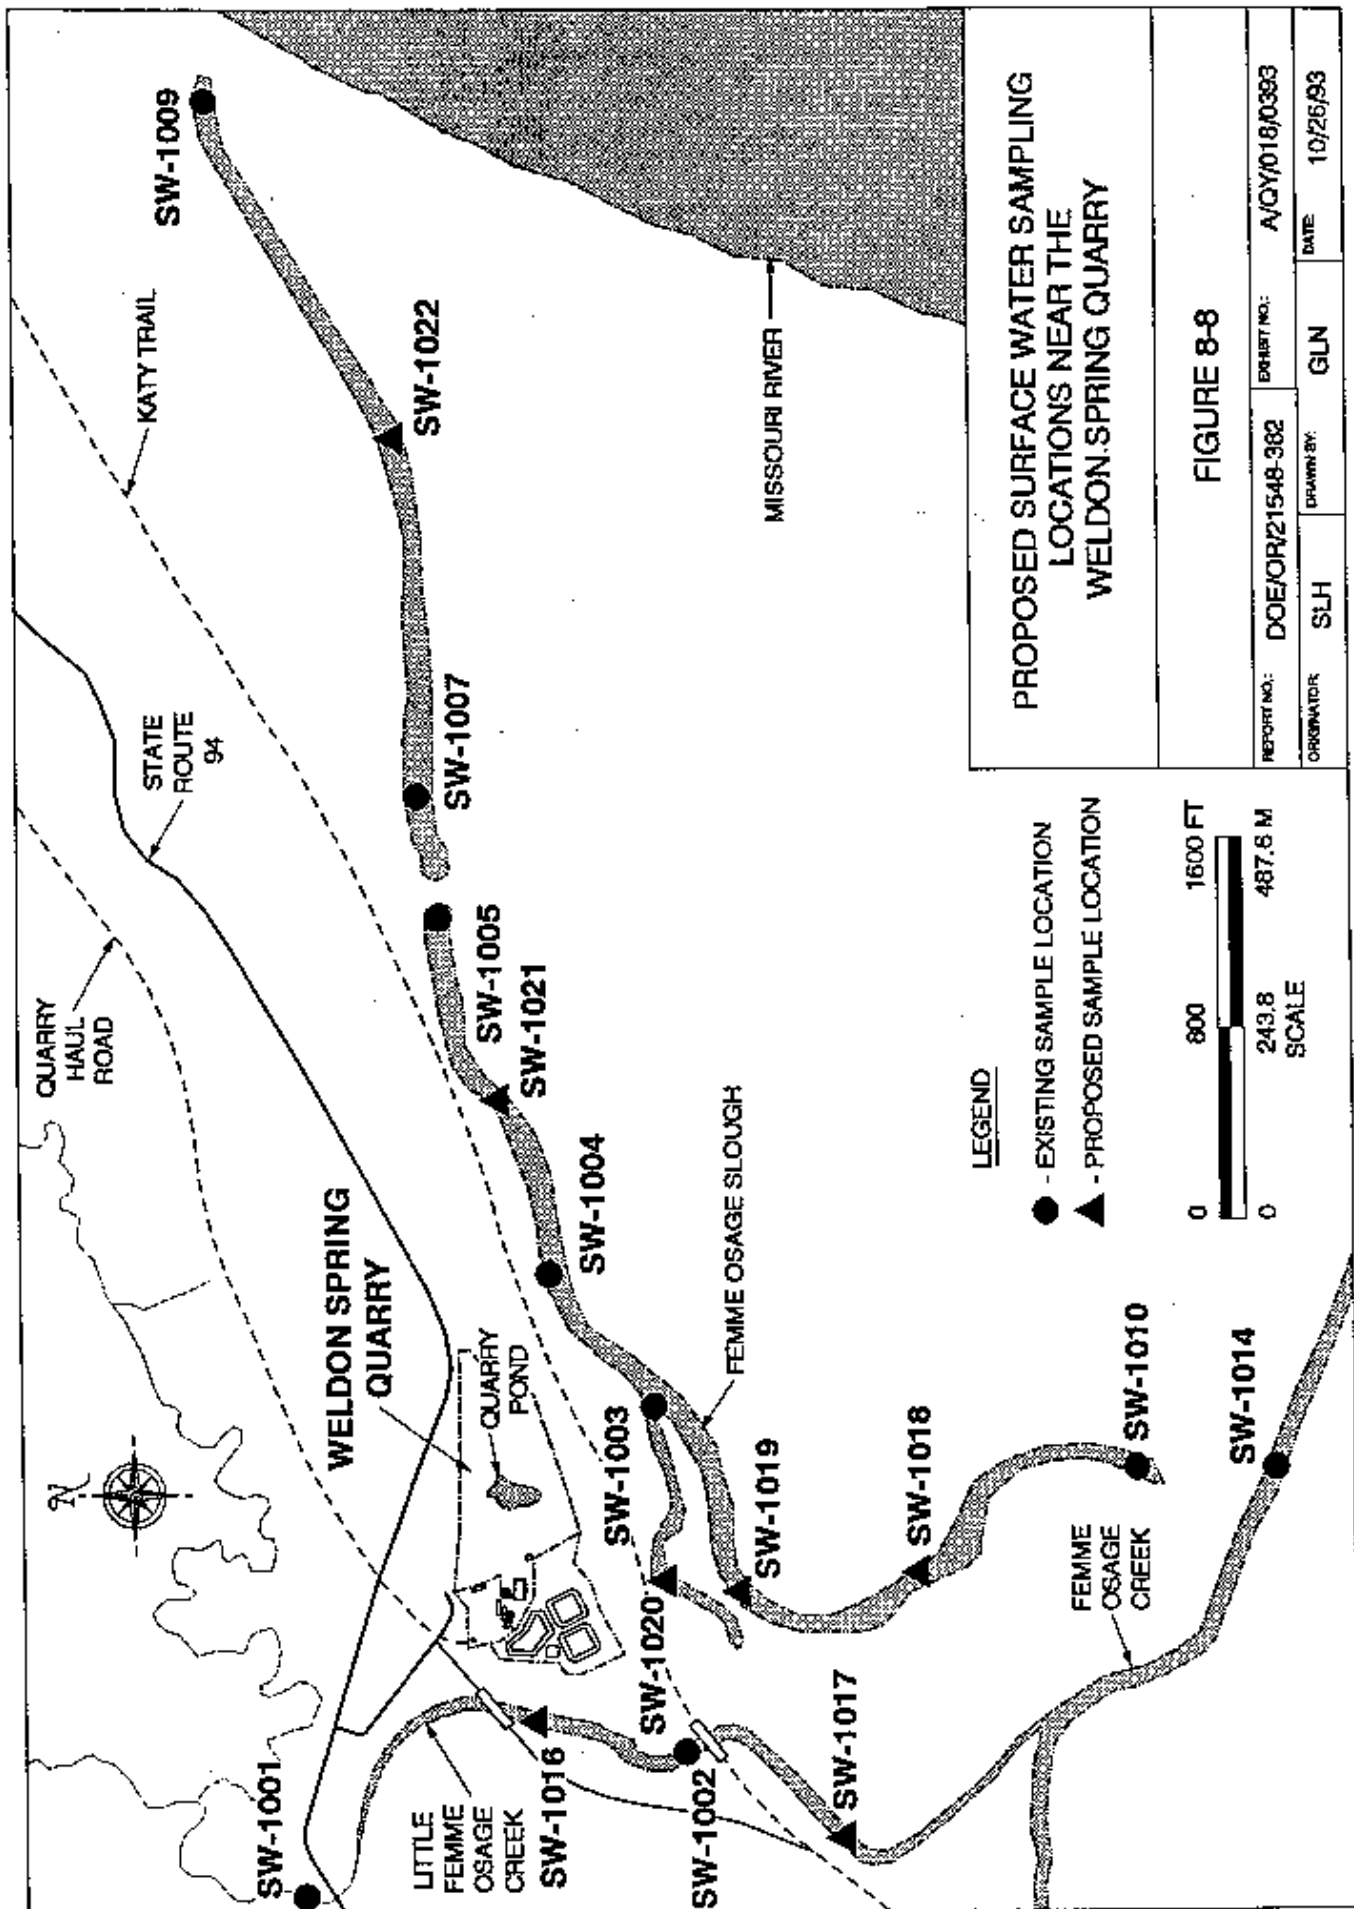 SW-1009
KATY TRAIL
SW-1022
STATE
ROUTE
94
MISSOURI RIVER
SW-1007
QUARRY
HAUL
ROAD
SW-1005
SW-1021
SW-1004
WELDON SPRING
QUARRY
QUARRY
POND
N
FEMME OSAGE SLOUGH
SW-1003
SW-1019
SW-1018
SW-1010
SW-1014
SW-1020
FEMME
OSAGE
CREEK
SW-1001
LITTLE
FEMME
OSAGE
CREEK
SW-1016
SW-1002
SW-1017
LEGEND
- EXISTING SAMPLE LOCATION
- PROPOSED SAMPLE LOCATION
0 800 1600 FT
0 243.8 487.6 M
SCALE
PROPOSED SURFACE WATER SAMPLING
LOCATIONS NEAR THE
WELDON SPRING QUARRY
FIGURE 8-8
REPORT NO.: DOE/OR/21548-382 EXHIBIT NO.: A/QY/018/0393
ORIGINATOR: SLH DRAWN BY: GLN DATE: 10/26/93